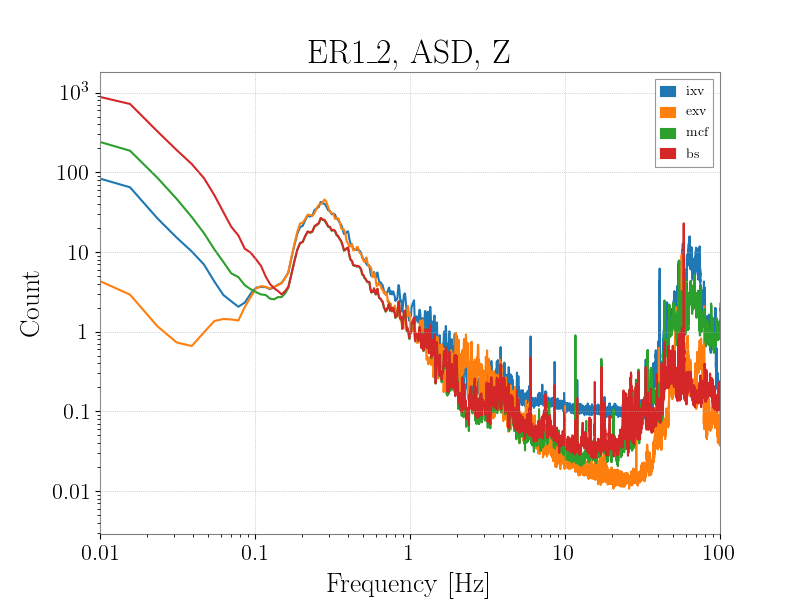 ER1_2, ASD, Z
ixv
exv
mcf
bs
Count
10³
100
10
1
0.1
0.01
0.01 0.1 1 10 100
Frequency [Hz]